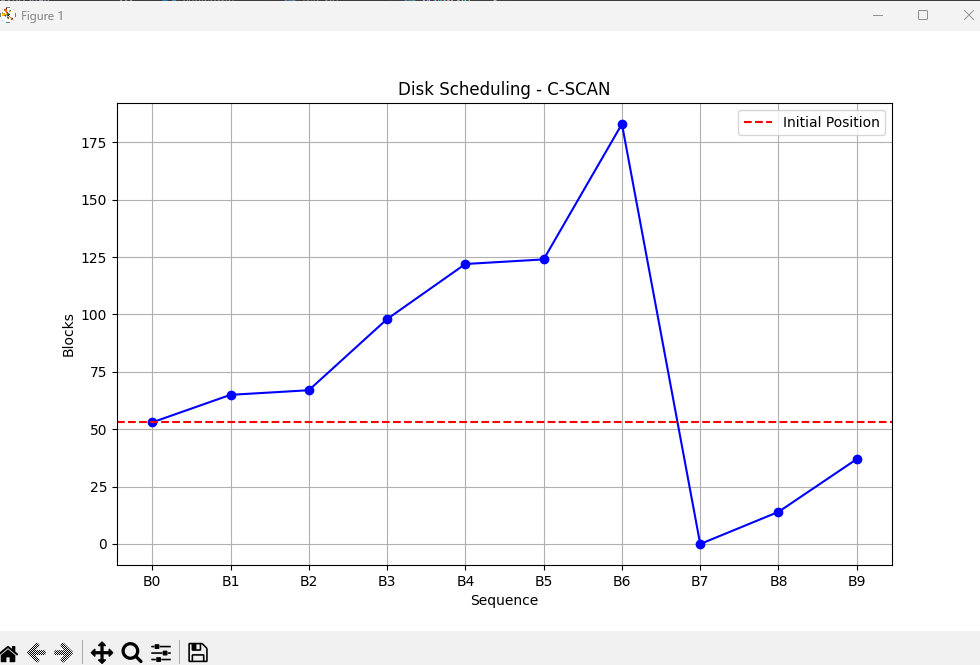 Figure 1
Disk Scheduling - C-SCAN
Initial Position
175
150
125
100
75
50
25
0
Blocks
B0 B1 B2 B3 B4 B5 B6 B7 B8 B9
Sequence